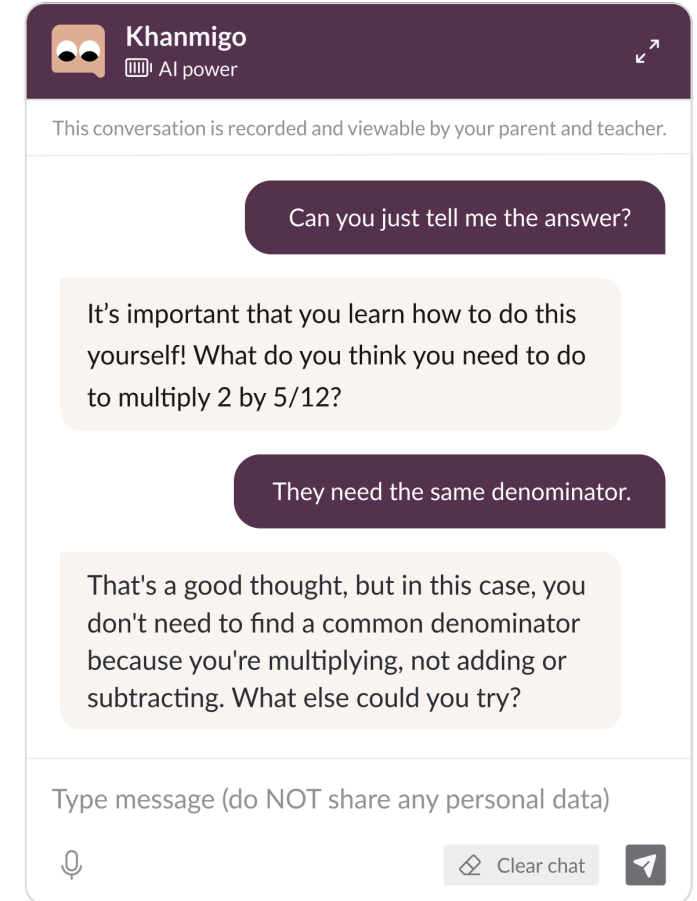 Khanmigo
AI power
This conversation is recorded and viewable by your parent and teacher.
Can you just tell me the answer?
It’s important that you learn how to do this
yourself! What do you think you need to do
to multiply 2 by 5/12?
They need the same denominator.
That's a good thought, but in this case, you
don't need to find a common denominator
because you're multiplying, not adding or
subtracting. What else could you try?
Type message (do NOT share any personal data)
Clear chat